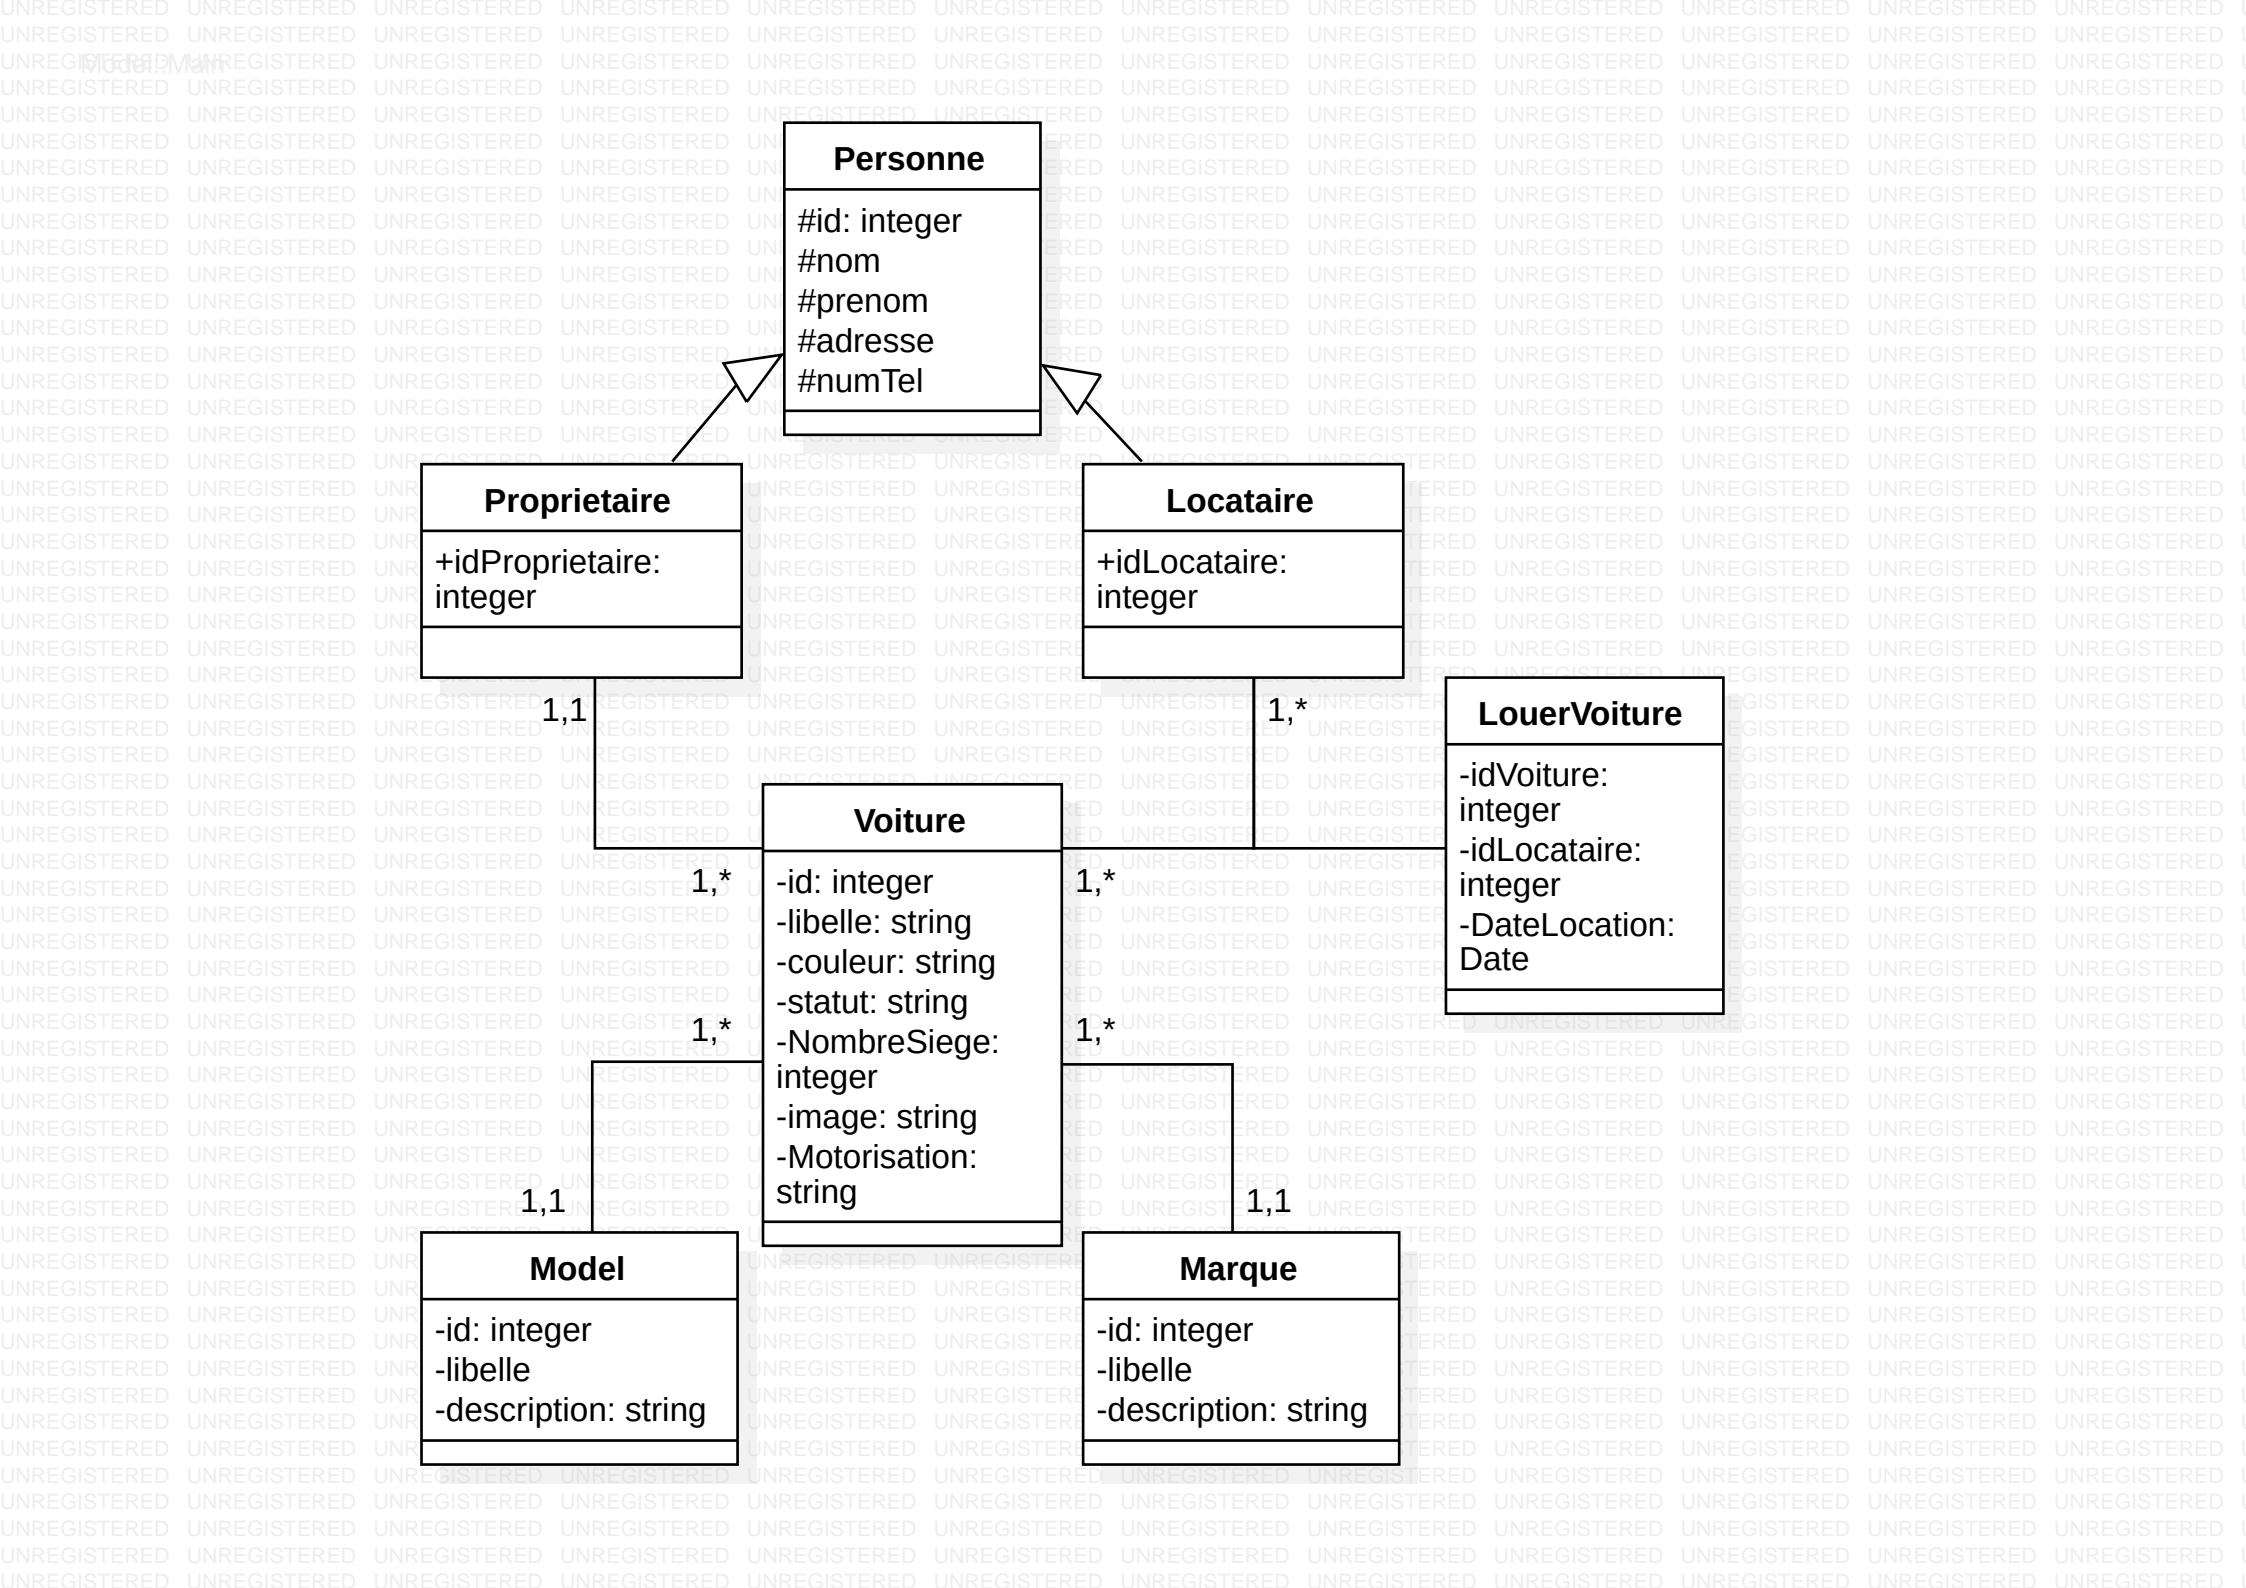 Model::Main
Personne
#id: integer
#nom
#prenom
#adresse
#numTel
Proprietaire
+idProprietaire:
integer
Locataire
+idLocataire:
integer
1,1
1,*
LouerVoiture
-idVoiture:
integer
-idLocataire:
integer
-DateLocation:
Date
Voiture
-id: integer
-libelle: string
-couleur: string
-statut: string
-NombreSiege:
integer
-image: string
-Motorisation:
string
1,*
1,*
1,*
1,*
1,1
1,1
Model
-id: integer
-libelle
-description: string
Marque
-id: integer
-libelle
-description: string
UNREGISTERED